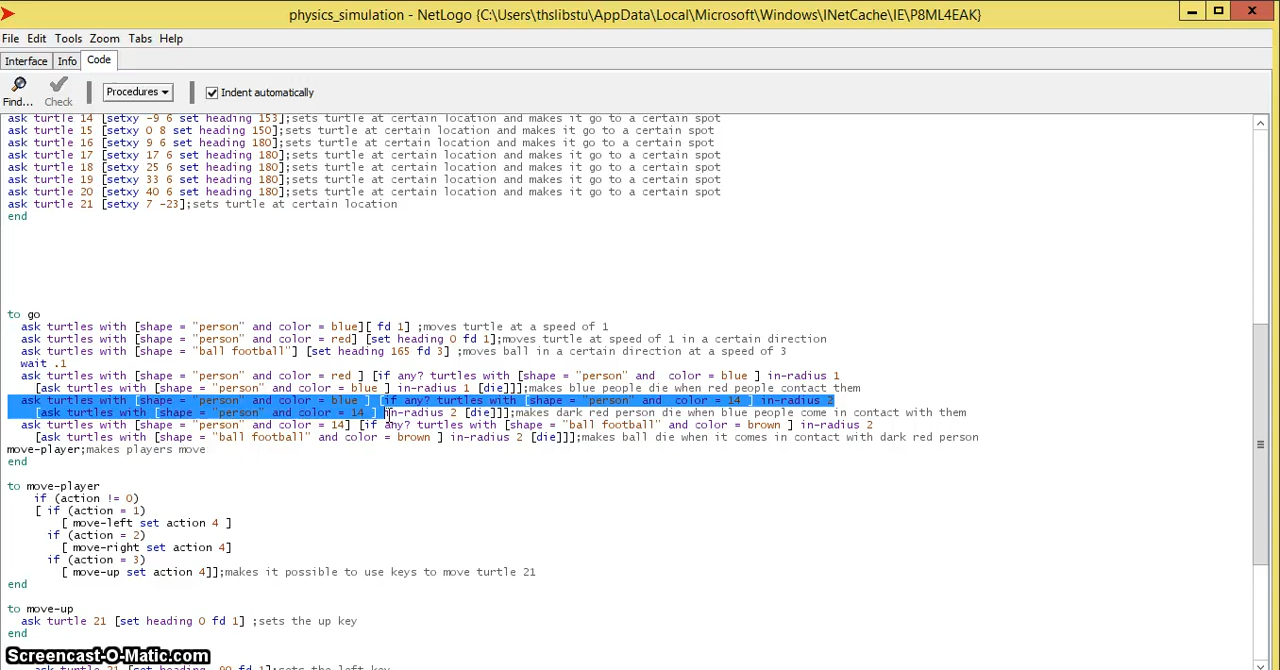 physics_simulation - NetLogo {C:\Users\thslibstu\AppData\Local\Microsoft\Windows\INetCache\IE\P8ML4EAK}
File Edit Tools Zoom Tabs Help
Interface Info Code
Find... Check Procedures Indent automatically
ask turtle 14 [setxy -9 6 set heading 153];sets turtle at certain location and makes it go to a certain spot
ask turtle 15 [setxy 0 8 set heading 150];sets turtle at certain location and makes it go to a certain spot
ask turtle 16 [setxy 9 6 set heading 180];sets turtle at certain location and makes it go to a certain spot
ask turtle 17 [setxy 17 6 set heading 180];sets turtle at certain location and makes it go to a certain spot
ask turtle 18 [setxy 25 6 set heading 180];sets turtle at certain location and makes it go to a certain spot
ask turtle 19 [setxy 33 6 set heading 180];sets turtle at certain location and makes it go to a certain spot
ask turtle 20 [setxy 40 6 set heading 180];sets turtle at certain location and makes it go to a certain spot
ask turtle 21 [setxy 7 -23];sets turtle at certain location
end
to go
ask turtles with [shape = "person" and color = blue][ fd 1] ;moves turtle at a speed of 1
ask turtles with [shape = "person" and color = red] [set heading 0 fd 1];moves turtle at speed of 1 in a certain direction
ask turtles with [shape = "ball football"] [set heading 165 fd 3] ;moves ball in a certain direction at a speed of 3
wait .1
ask turtles with [shape = "person" and color = red ] [if any? turtles with [shape = "person" and  color = blue ] in-radius 1
[ask turtles with [shape = "person" and color = blue ] in-radius 1 [die]]];makes blue people die when red people contact them
ask turtles with [shape = "person" and color = blue ] [if any? turtles with [shape = "person" and  color = 14 ] in-radius 2
[ask turtles with [shape = "person" and color = 14 ] in-radius 2 [die]]];makes dark red person die when blue people come in contact with them
ask turtles with [shape = "person" and color = 14] [if any? turtles with [shape = "ball football" and color = brown ] in-radius 2
[ask turtles with [shape = "ball football" and color = brown ] in-radius 2 [die]]];makes ball die when it comes in contact with dark red person
move-player;makes players move
end
to move-player
if (action != 0)
[ if (action = 1)
[ move-left set action 4 ]
if (action = 2)
[ move-right set action 4]
if (action = 3)
[ move-up set action 4]];makes it possible to use keys to move turtle 21
end
to move-up
ask turtle 21 [set heading 0 fd 1] ;sets the up key
end
ask turtle 21 [set heading -90 fd 1];sets the left key
Screencast-O-Matic.com